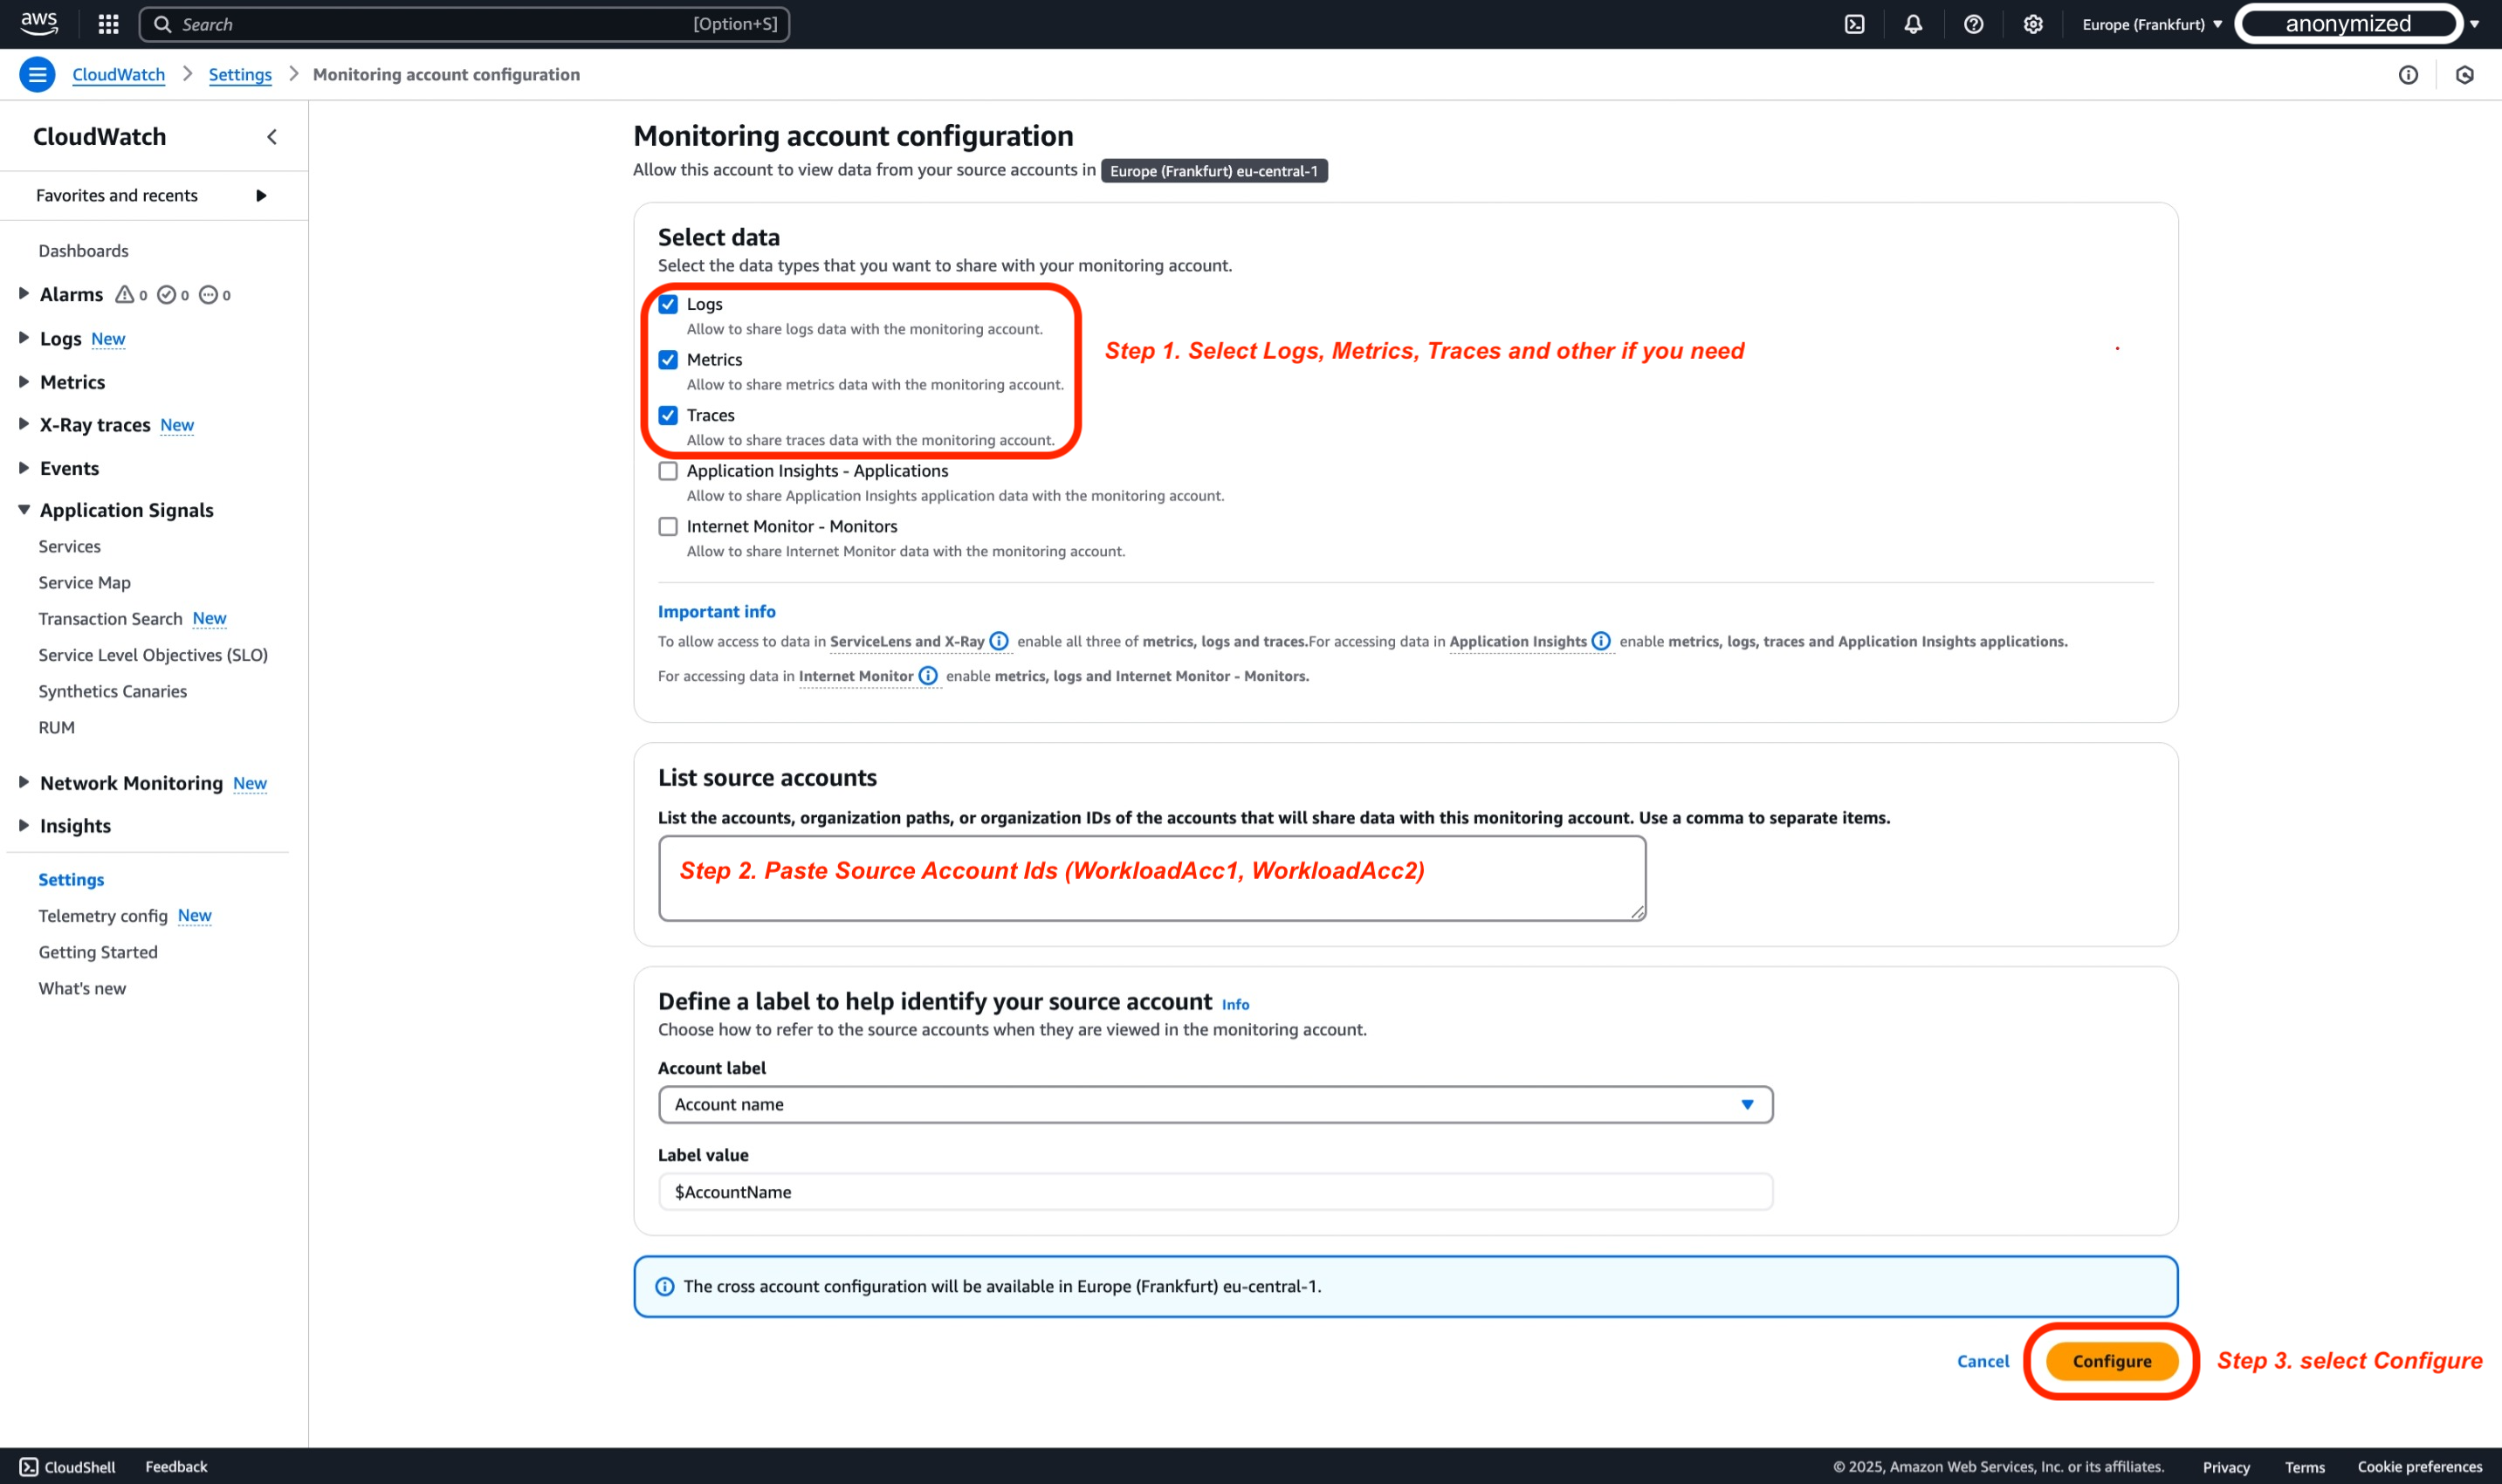 aws
Search [Option+S]
Europe (Frankfurt)
anonymized
CloudWatch
Settings
Monitoring account configuration
CloudWatch
Favorites and recents
Dashboards
Alarms 0 0 0
Logs New
Metrics
X-Ray traces New
Events
Application Signals
Services
Service Map
Transaction Search New
Service Level Objectives (SLO)
Synthetics Canaries
RUM
Network Monitoring New
Insights
Settings
Telemetry config New
Getting Started
What's new
Monitoring account configuration
Allow this account to view data from your source accounts in Europe (Frankfurt) eu-central-1
Select data
Select the data types that you want to share with your monitoring account.
Logs
Allow to share logs data with the monitoring account.
Metrics
Allow to share metrics data with the monitoring account.
Traces
Allow to share traces data with the monitoring account.
Step 1. Select Logs, Metrics, Traces and other if you need
Application Insights - Applications
Allow to share Application Insights application data with the monitoring account.
Internet Monitor - Monitors
Allow to share Internet Monitor data with the monitoring account.
Important info
To allow access to data in ServiceLens and X-Ray enable all three of metrics, logs and traces.For accessing data in Application Insights enable metrics, logs, traces and Application Insights applications.
For accessing data in Internet Monitor enable metrics, logs and Internet Monitor - Monitors.
List source accounts
List the accounts, organization paths, or organization IDs of the accounts that will share data with this monitoring account. Use a comma to separate items.
Step 2. Paste Source Account Ids (WorkloadAcc1, WorkloadAcc2)
Define a label to help identify your source account Info
Choose how to refer to the source accounts when they are viewed in the monitoring account.
Account label
Account name
Label value
$AccountName
The cross account configuration will be available in Europe (Frankfurt) eu-central-1.
Cancel
Configure
Step 3. select Configure
CloudShell
Feedback
© 2025, Amazon Web Services, Inc. or its affiliates.
Privacy
Terms
Cookie preferences